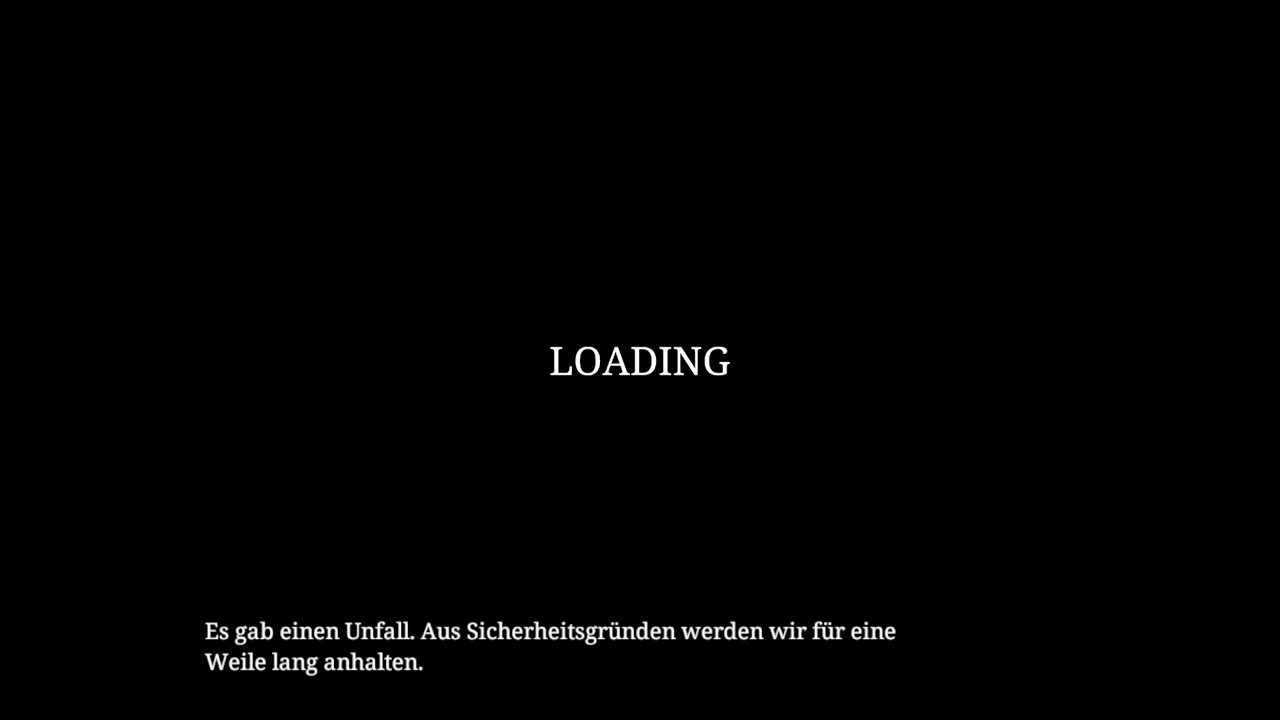 LOADING
Es gab einen Unfall. Aus Sicherheitsgründen werden wir für eine
Weile lang anhalten.